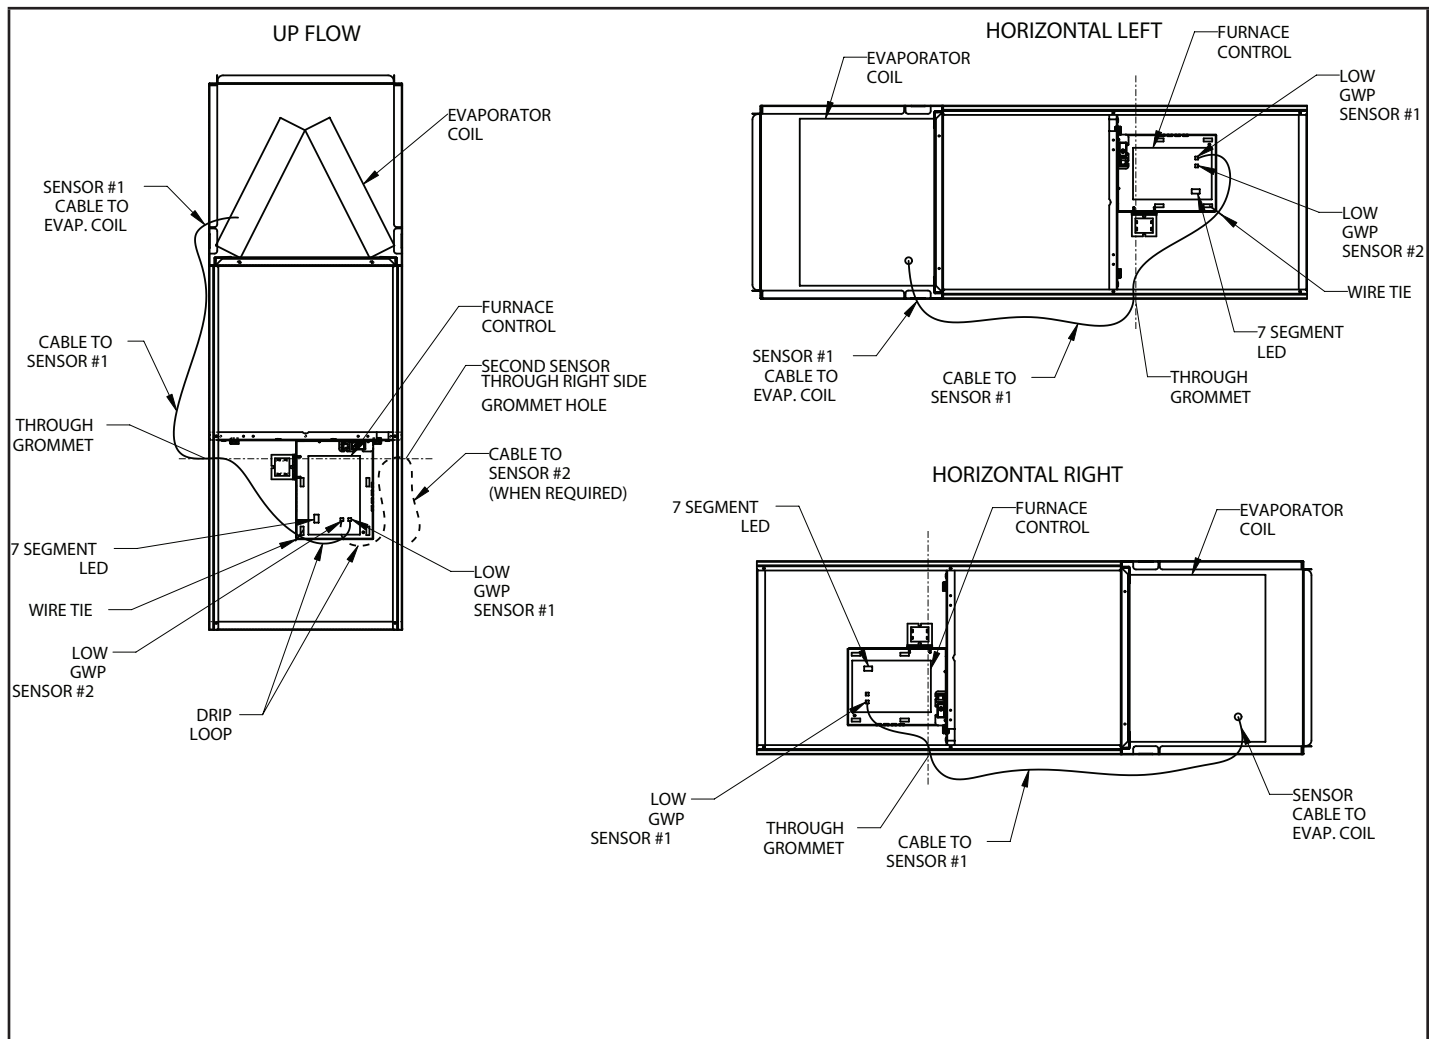 UP FLOW
EVAPORATOR
COIL
SENSOR #1
CABLE TO
EVAP. COIL
FURNACE
CONTROL
CABLE TO
SENSOR #1
SECOND SENSOR
THROUGH RIGHT SIDE
GROMMET HOLE
THROUGH
GROMMET
CABLE TO
SENSOR #2
(WHEN REQUIRED)
7 SEGMENT
LED
LOW
GWP
SENSOR #1
WIRE TIE
LOW
GWP
SENSOR #2
DRIP
LOOP
HORIZONTAL LEFT
FURNACE
CONTROL
EVAPORATOR
COIL
LOW
GWP
SENSOR #1
LOW
GWP
SENSOR #2
WIRE TIE
7 SEGMENT
LED
SENSOR #1
CABLE TO
EVAP. COIL
CABLE TO
SENSOR #1
THROUGH
GROMMET
HORIZONTAL RIGHT
7 SEGMENT
LED
FURNACE
CONTROL
EVAPORATOR
COIL
LOW
GWP
SENSOR #1
THROUGH
GROMMET
CABLE TO
SENSOR #1
SENSOR
CABLE TO
EVAP. COIL